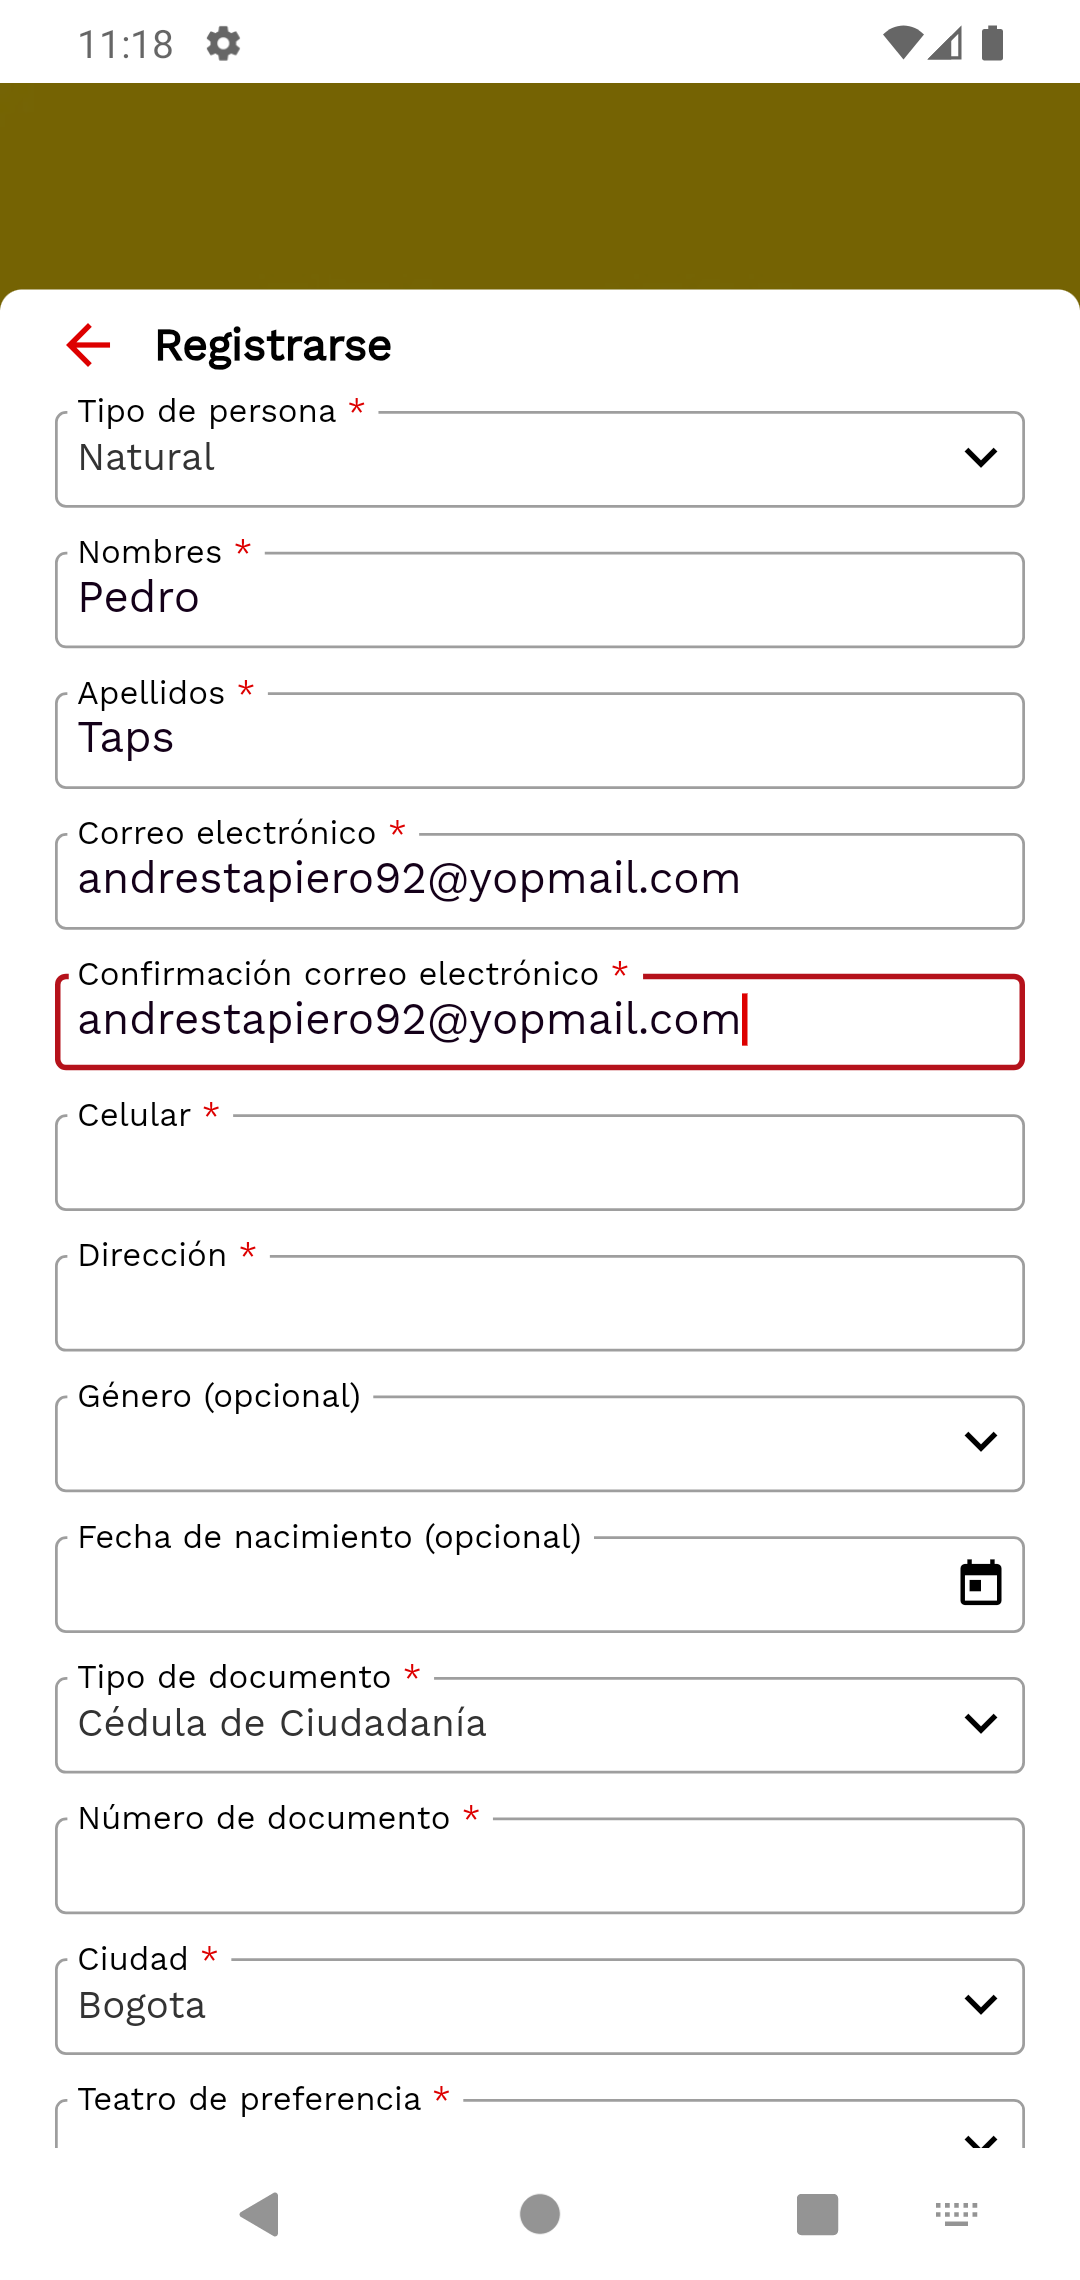 11:18
Registrarse
Tipo de persona *
Natural
Nombres *
Pedro
Apellidos *
Taps
Correo electrónico *
andrestapiero92@yopmail.com
Confirmación correo electrónico *
andrestapiero92@yopmail.com
Celular *
Dirección *
Género (opcional)
Fecha de nacimiento (opcional)
Tipo de documento *
Cédula de Ciudadanía
Número de documento *
Ciudad *
Bogota
Teatro de preferencia *